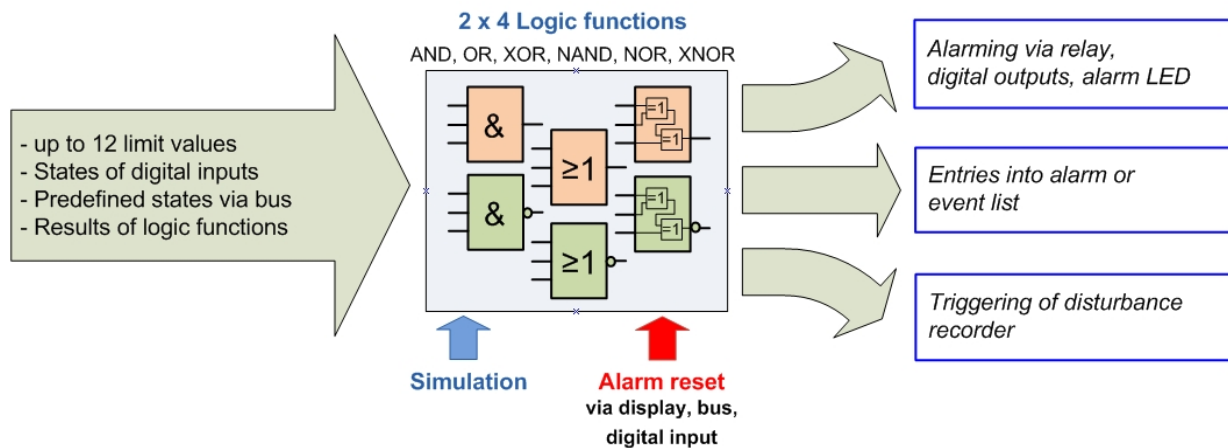 2 x 4 Logic functions
AND, OR, XOR, NAND, NOR, XNOR
- up to 12 limit values
- States of digital inputs
- Predefined states via bus
- Results of logic functions
&
≥1
=1
=1
&
≥1
=1
=1
Simulation
Alarm reset
via display, bus,
digital input
Alarming via relay,
digital outputs, alarm LED
Entries into alarm or
event list
Triggering of disturbance
recorder